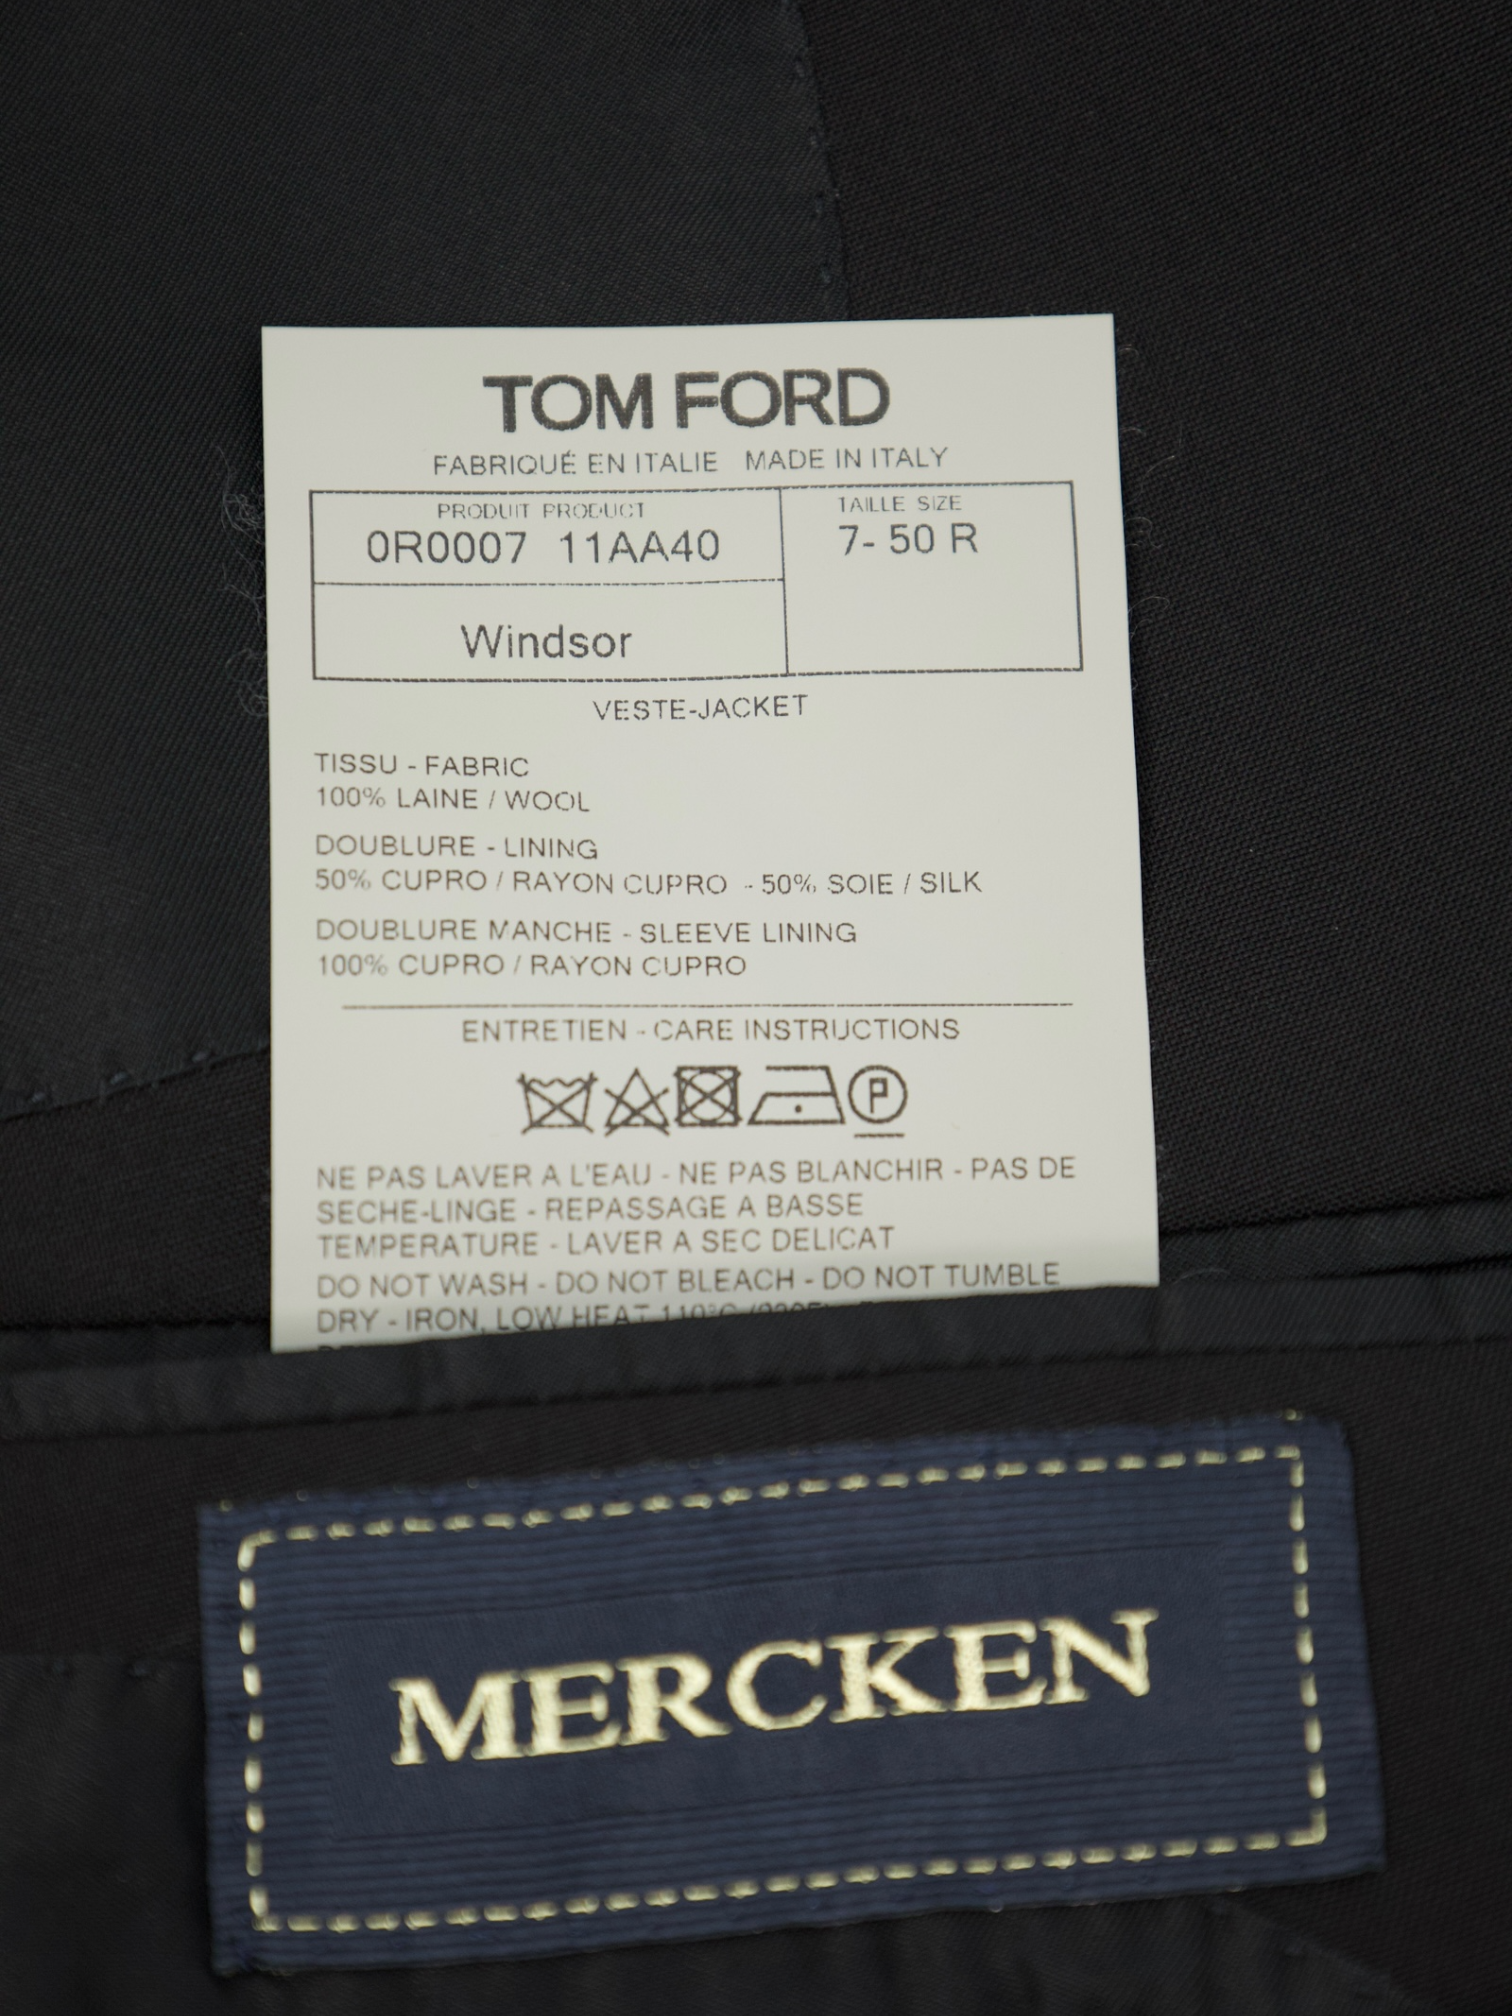 TOM FORD
FABRIQUÉ EN ITALIE MADE IN ITALY
PRODUIT PRODUCT
0R0007 11AA40
TAILLE SIZE
7- 50 R
Windsor
VESTE-JACKET
TISSU - FABRIC
100% LAINE / WOOL
DOUBLURE - LINING
50% CUPRO / RAYON CUPRO - 50% SOIE / SILK
DOUBLURE MANCHE - SLEEVE LINING
100% CUPRO / RAYON CUPRO
ENTRETIEN - CARE INSTRUCTIONS
P
NE PAS LAVER A L'EAU - NE PAS BLANCHIR - PAS DE
SECHE-LINGE - REPASSAGE A BASSE
TEMPERATURE - LAVER A SEC DELICAT
DO NOT WASH - DO NOT BLEACH - DO NOT TUMBLE
DRY - IRON, LOW HEAT 110°C
MERCKEN